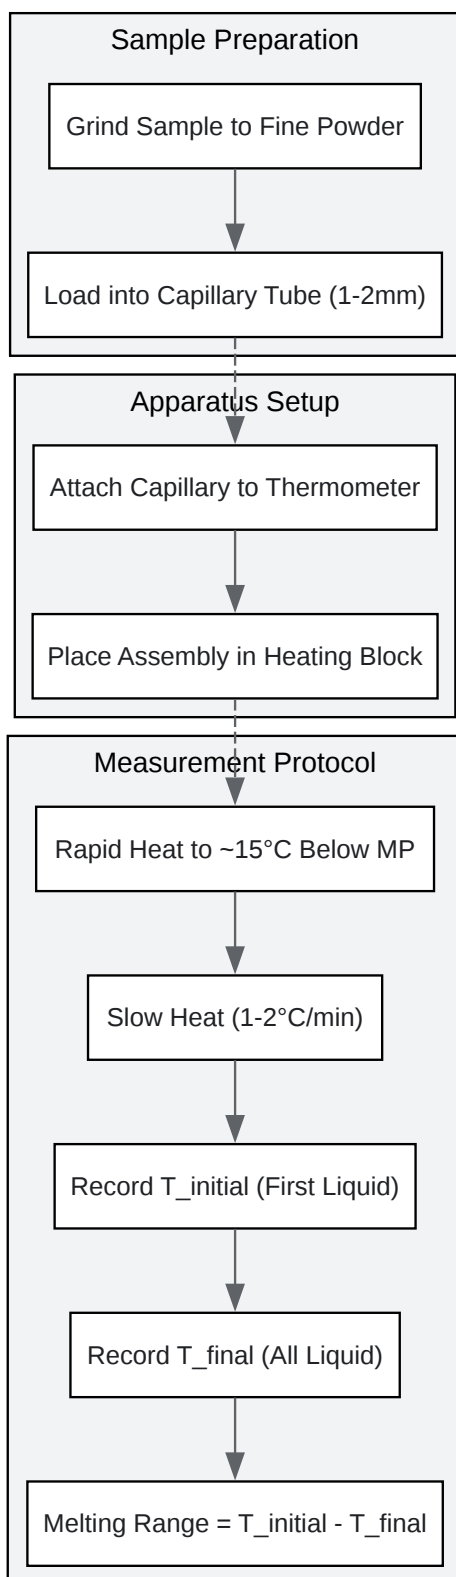 Sample Preparation
Grind Sample to Fine Powder
Load into Capillary Tube (1-2mm)
Apparatus Setup
Attach Capillary to Thermometer
Place Assembly in Heating Block
Measurement Protocol
Rapid Heat to ~15°C Below MP
Slow Heat (1-2°C/min)
Record T_initial (First Liquid)
Record T_final (All Liquid)
Melting Range = T_initial - T_final